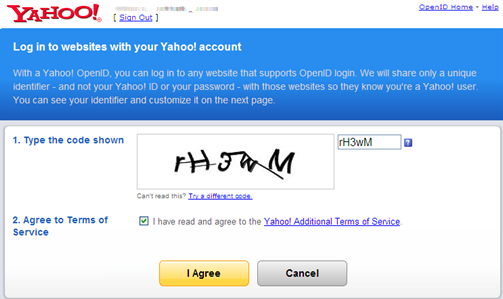 YAHOO!®
[ Sign Out ]
OpenID Home - Help
Log in to websites with your Yahoo! account
With a Yahoo! OpenID, you can log in to any website that supports OpenID login. We will share only a unique
identifier - and not your Yahoo! ID or your password - with those websites so they know you're a Yahoo! user.
You can see your identifier and customize it on the next page.
1. Type the code shown
rH3wM
rH3wM
?
Can't read this? Try a different code.
2. Agree to Terms of
Service
I have read and agree to the Yahoo! Additional Terms of Service.
I Agree
Cancel